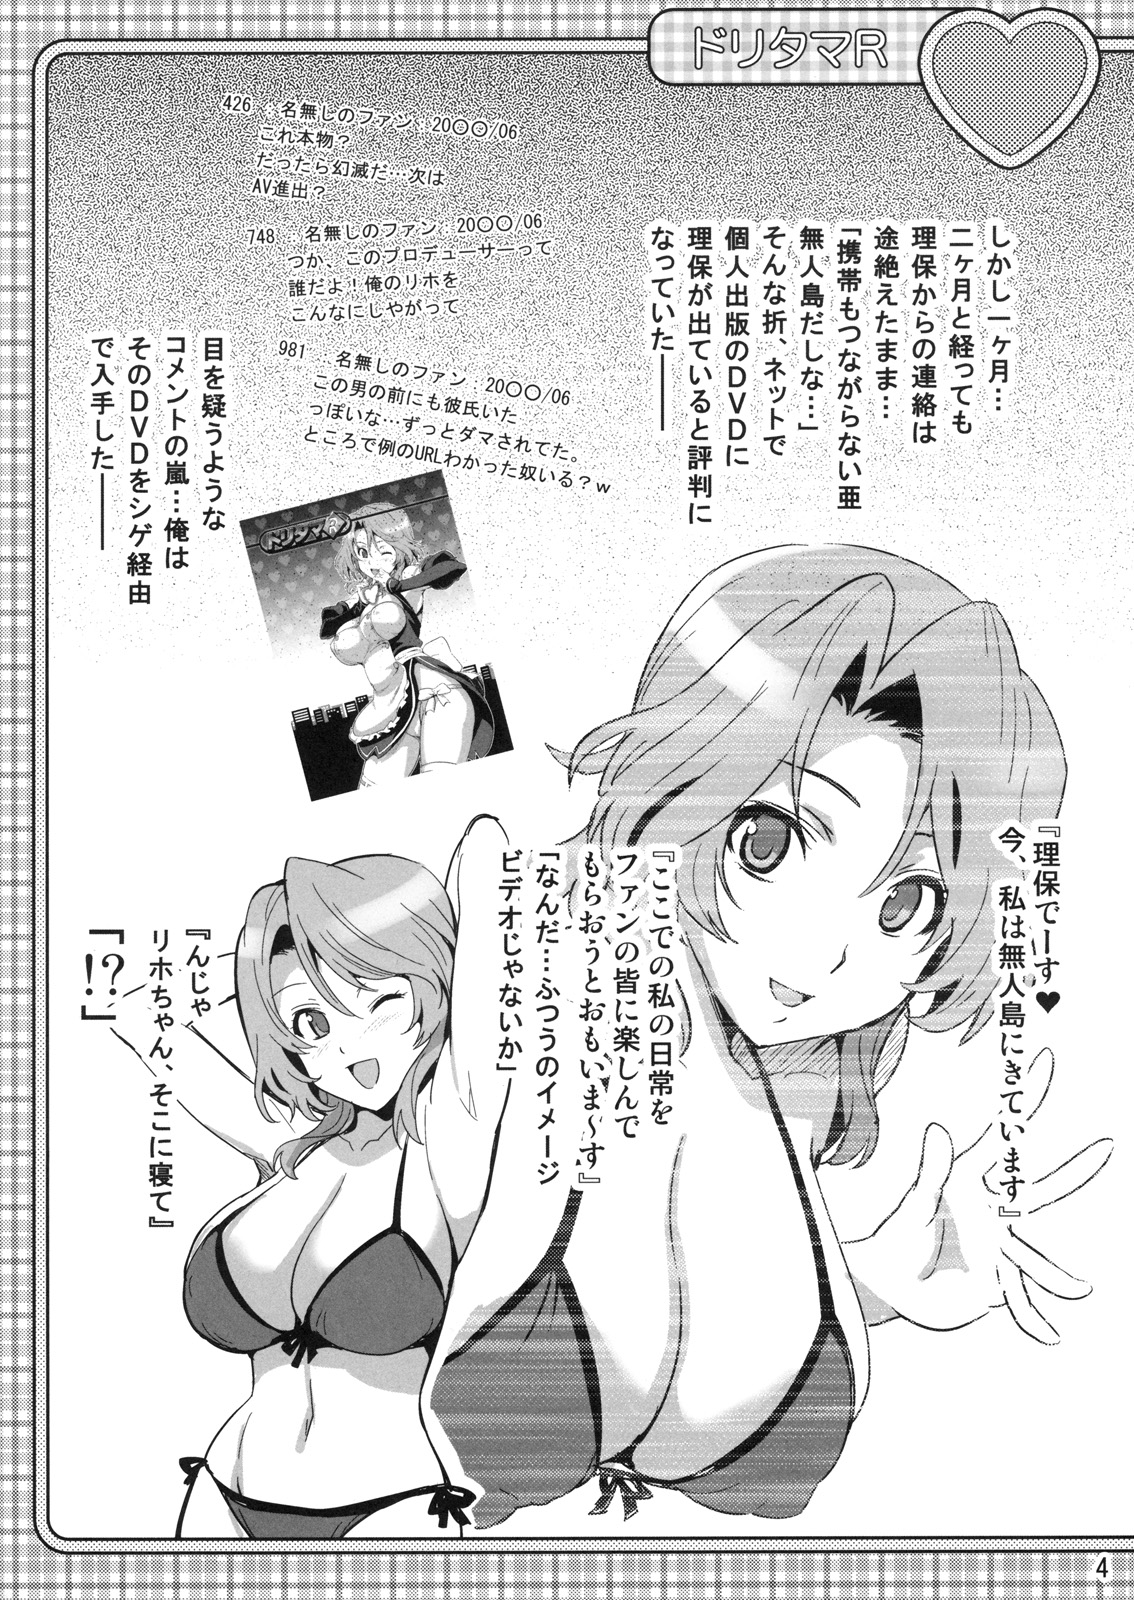 ドリタマR
しかし一ヶ月…
二ヶ月と経っても
理保からの連絡は
途絶えたまま…
「携帯もつながらない亜
無人島だしな…」
そんな折、ネットで
個人出版のDVDに
理保が出ていると評判に
なっていた――
426 ：名無しのファン：20〇〇/06
これ本物？
だったら幻滅だ…次は
AV進出？
748 ：名無しのファン：20〇〇/06
つか、このプロデューサーって
誰だよ！俺のリホを
こんなにしやがって
981 ：名無しのファン：20〇〇/06
この男の前にも彼氏いた
っぽいな…ずっとダマされてた。
ところで例のURLわかった奴いる？ｗ
目を疑うような
コメントの嵐…俺は
そのDVDをシゲ経由
で入手した――
ドリタマR
『理保でーす♥
今、私は無人島にきています』
『ここでの私の日常を
ファンの皆に楽しんで
もらおうとおもいま～す』
「なんだ…ふつうのイメージ
ビデオじゃないか」
『んじゃ
リホちゃん、そこに寝て』
「!?」
4